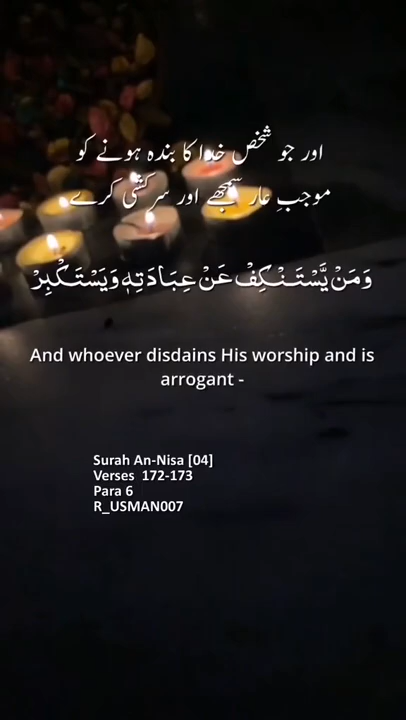 اور جو شخص خدا کا بندہ ہونے کو
موجبِ عار سمجھے اور سرکشی کرے
وَمَنْ يَّسْتَنْكِفْ عَنْ عِبَادَتِهٖ وَيَسْتَكْبِرْ
And whoever disdains His worship and is
arrogant -
Surah An-Nisa [04]
Verses 172-173
Para 6
R_USMAN007